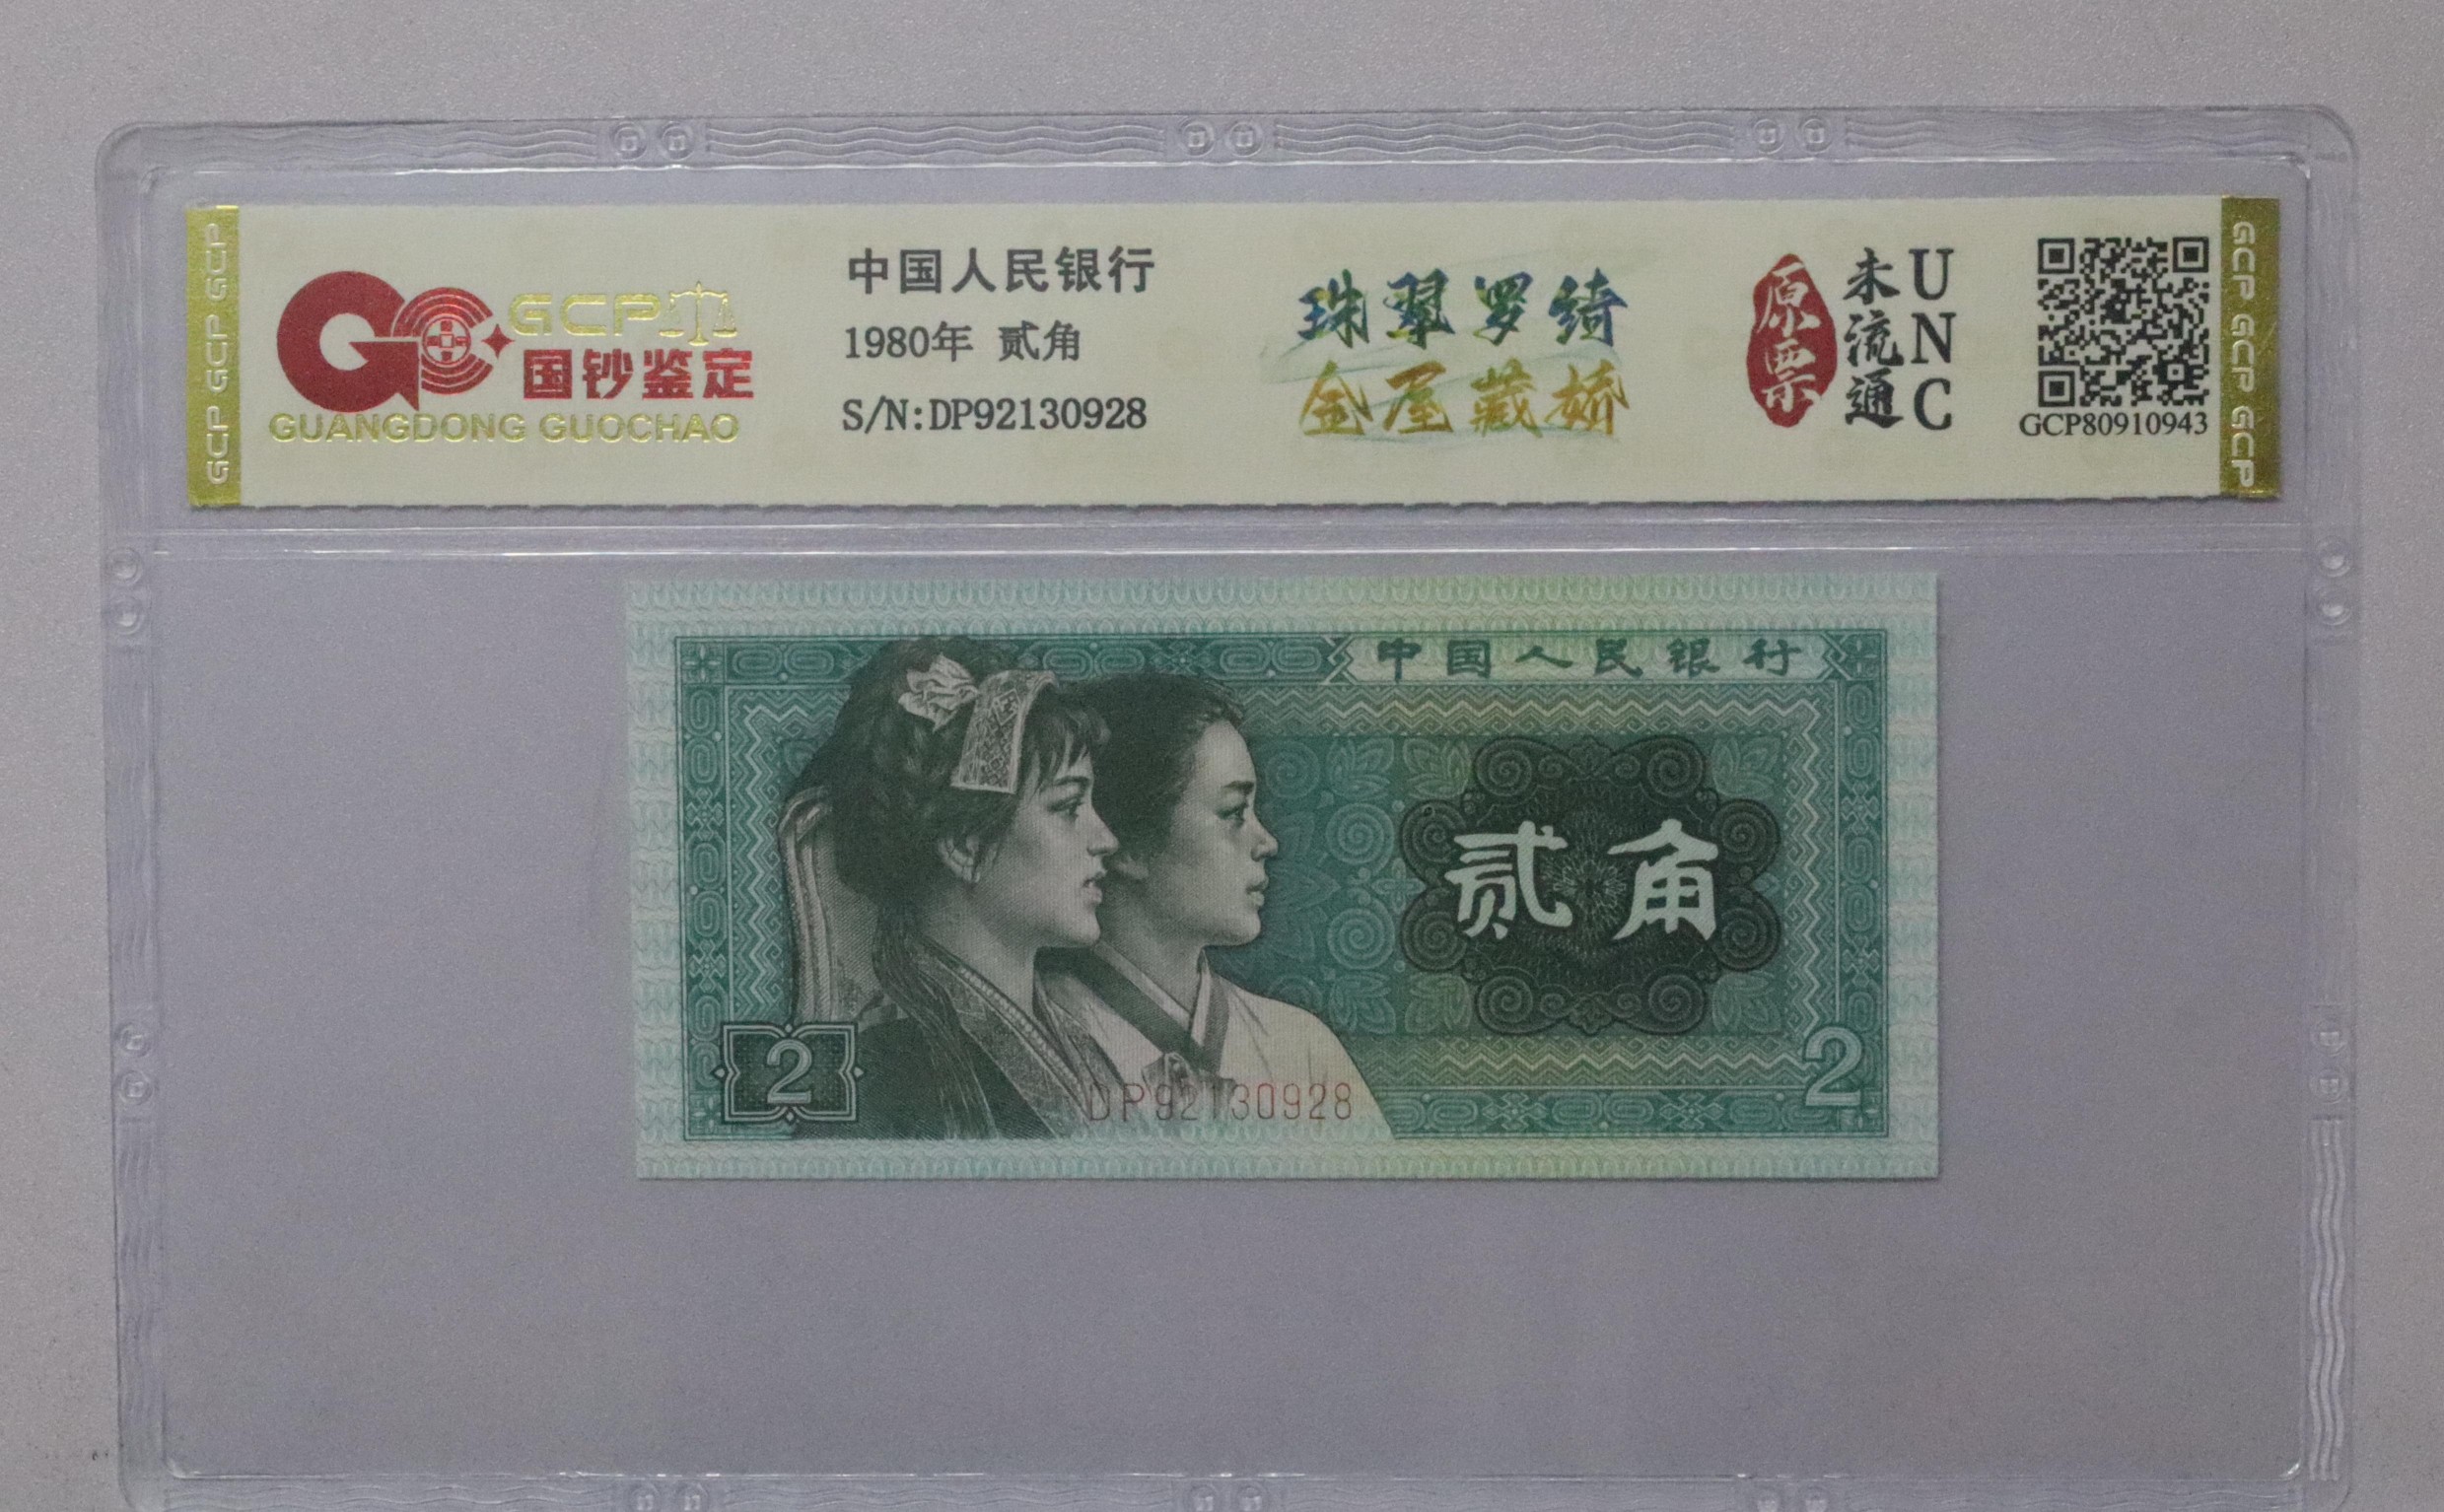 GCP GCP GCP GCP
GCP
国钞鉴定
GUANGDONG GUOCHAO
中国人民银行
1980年 贰角
S/N:DP92130928
珠翠罗绮
金屋藏娇
原票
未流通
UNC
GCP80910943
GCP GCP GCP GCP
中国人民银行
贰角
2
2
DP92130928